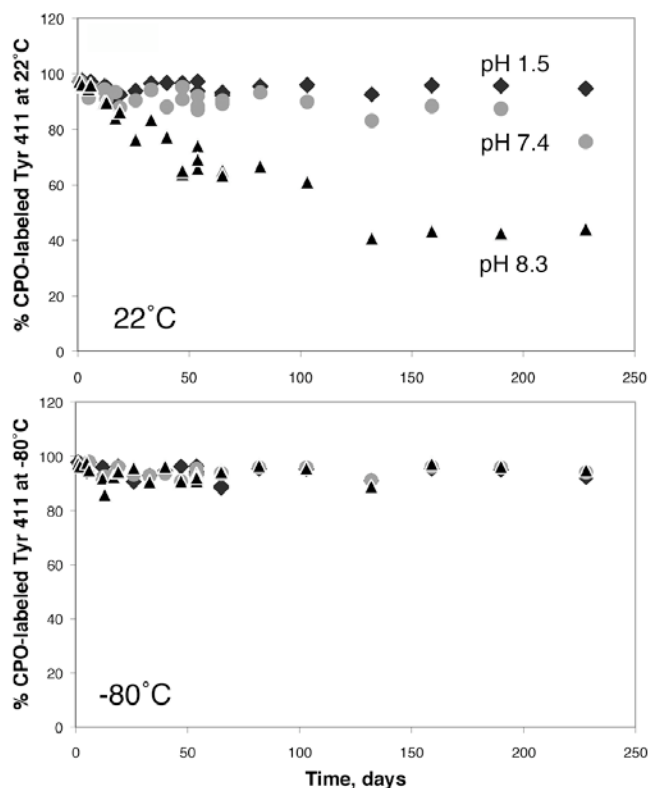 % CPO-labeled Tyr 411 at 22˚C
120
100
80
60
40
20
0
pH 1.5
pH 7.4
pH 8.3
22˚C
0 50 100 150 200 250
% CPO-labeled Tyr 411 at -80˚C
120
100
80
60
40
20
0
-80˚C
0 50 100 150 200 250
Time, days